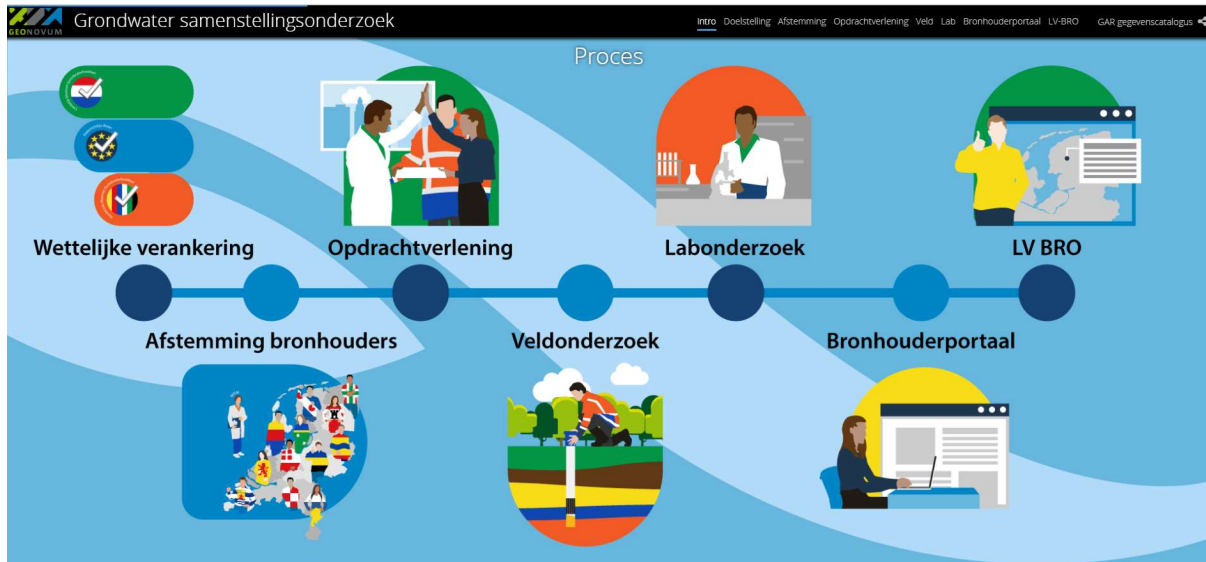 GEONOVUM
Grondwater samenstellingsonderzoek
Intro Doelstelling Afstemming Opdrachtverlening Veld Lab Bronhouderportaal LV-BRO GAR gegevenscatalogus
Proces
Wettelijke verankering
Opdrachtverlening
Labonderzoek
LV BRO
Afstemming bronhouders
Veldonderzoek
Bronhouderportaal